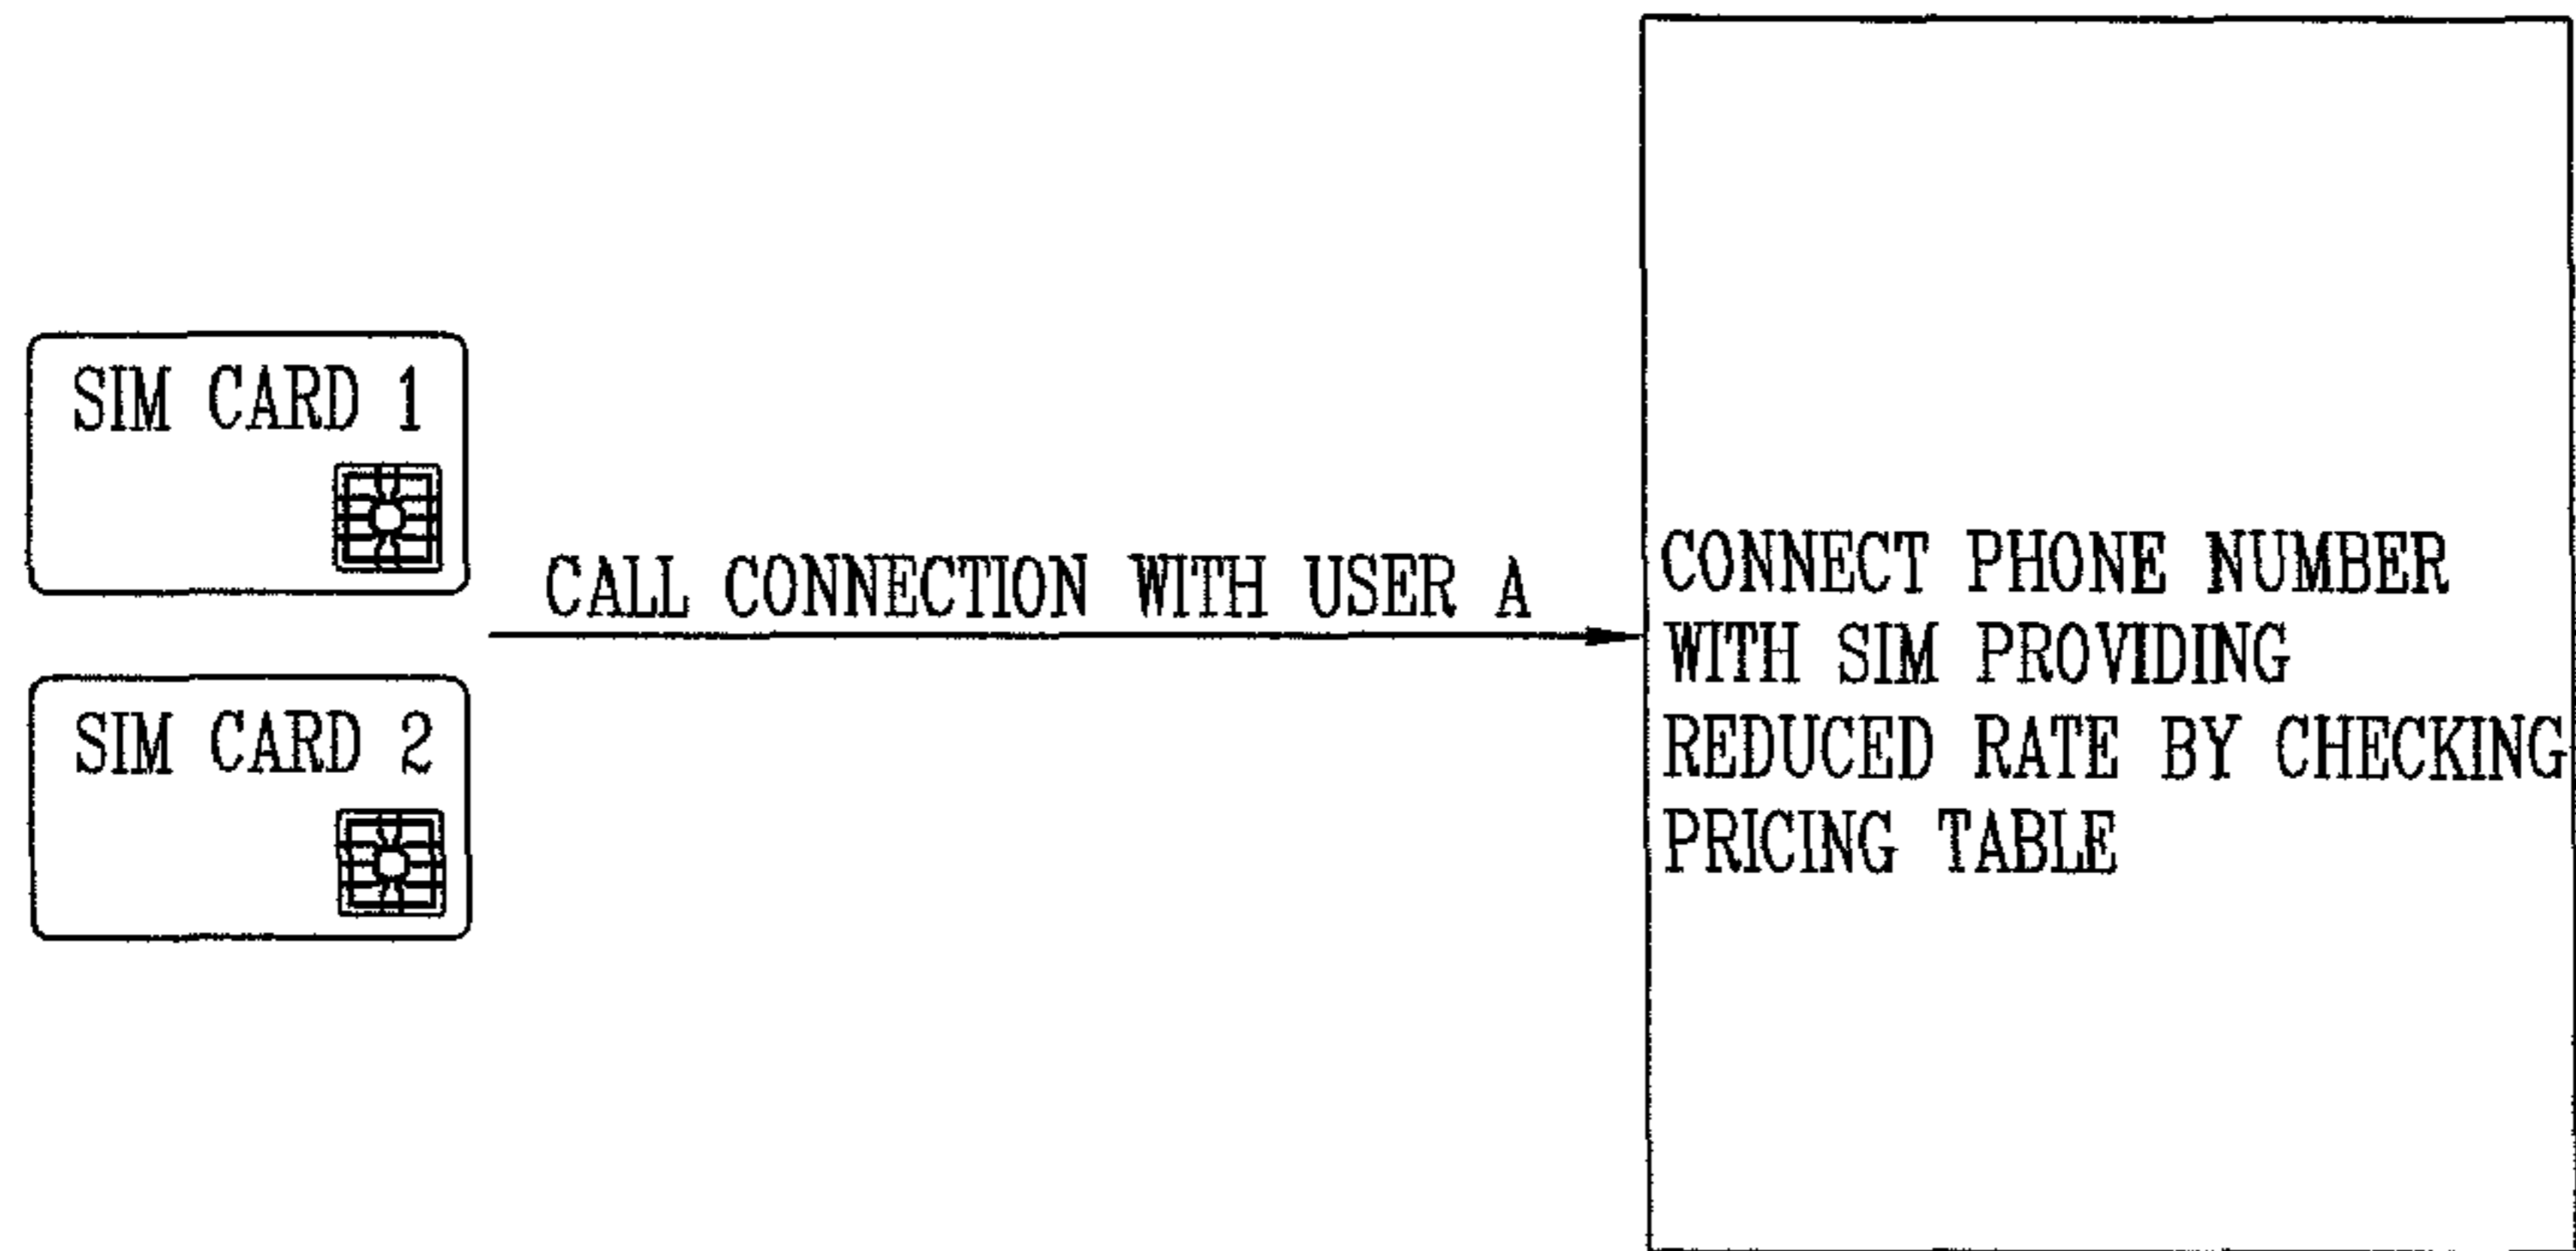 SIM CARD 1
CALL CONNECTION WITH USER A
SIM CARD 2
CONNECT PHONE NUMBER
WITH SIM PROVIDING
REDUCED RATE BY CHECKING
PRICING TABLE